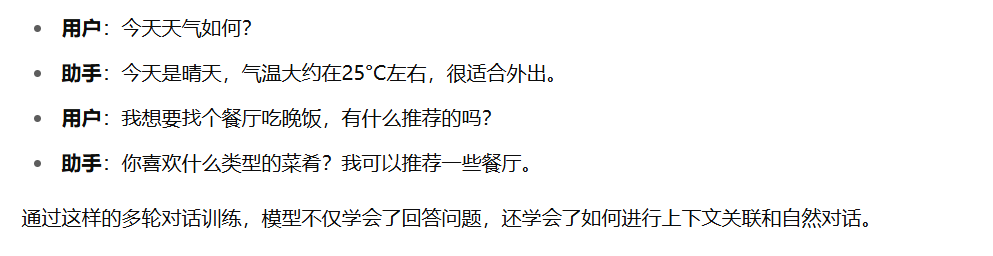 用户：今天天气如何？
助手：今天是晴天，气温大约在25°C左右，很适合外出。
用户：我想要找个餐厅吃晚饭，有什么推荐的吗？
助手：你喜欢什么类型的菜肴？我可以推荐一些餐厅。
通过这样的多轮对话训练，模型不仅学会了回答问题，还学会了如何进行上下文关联和自然对话。